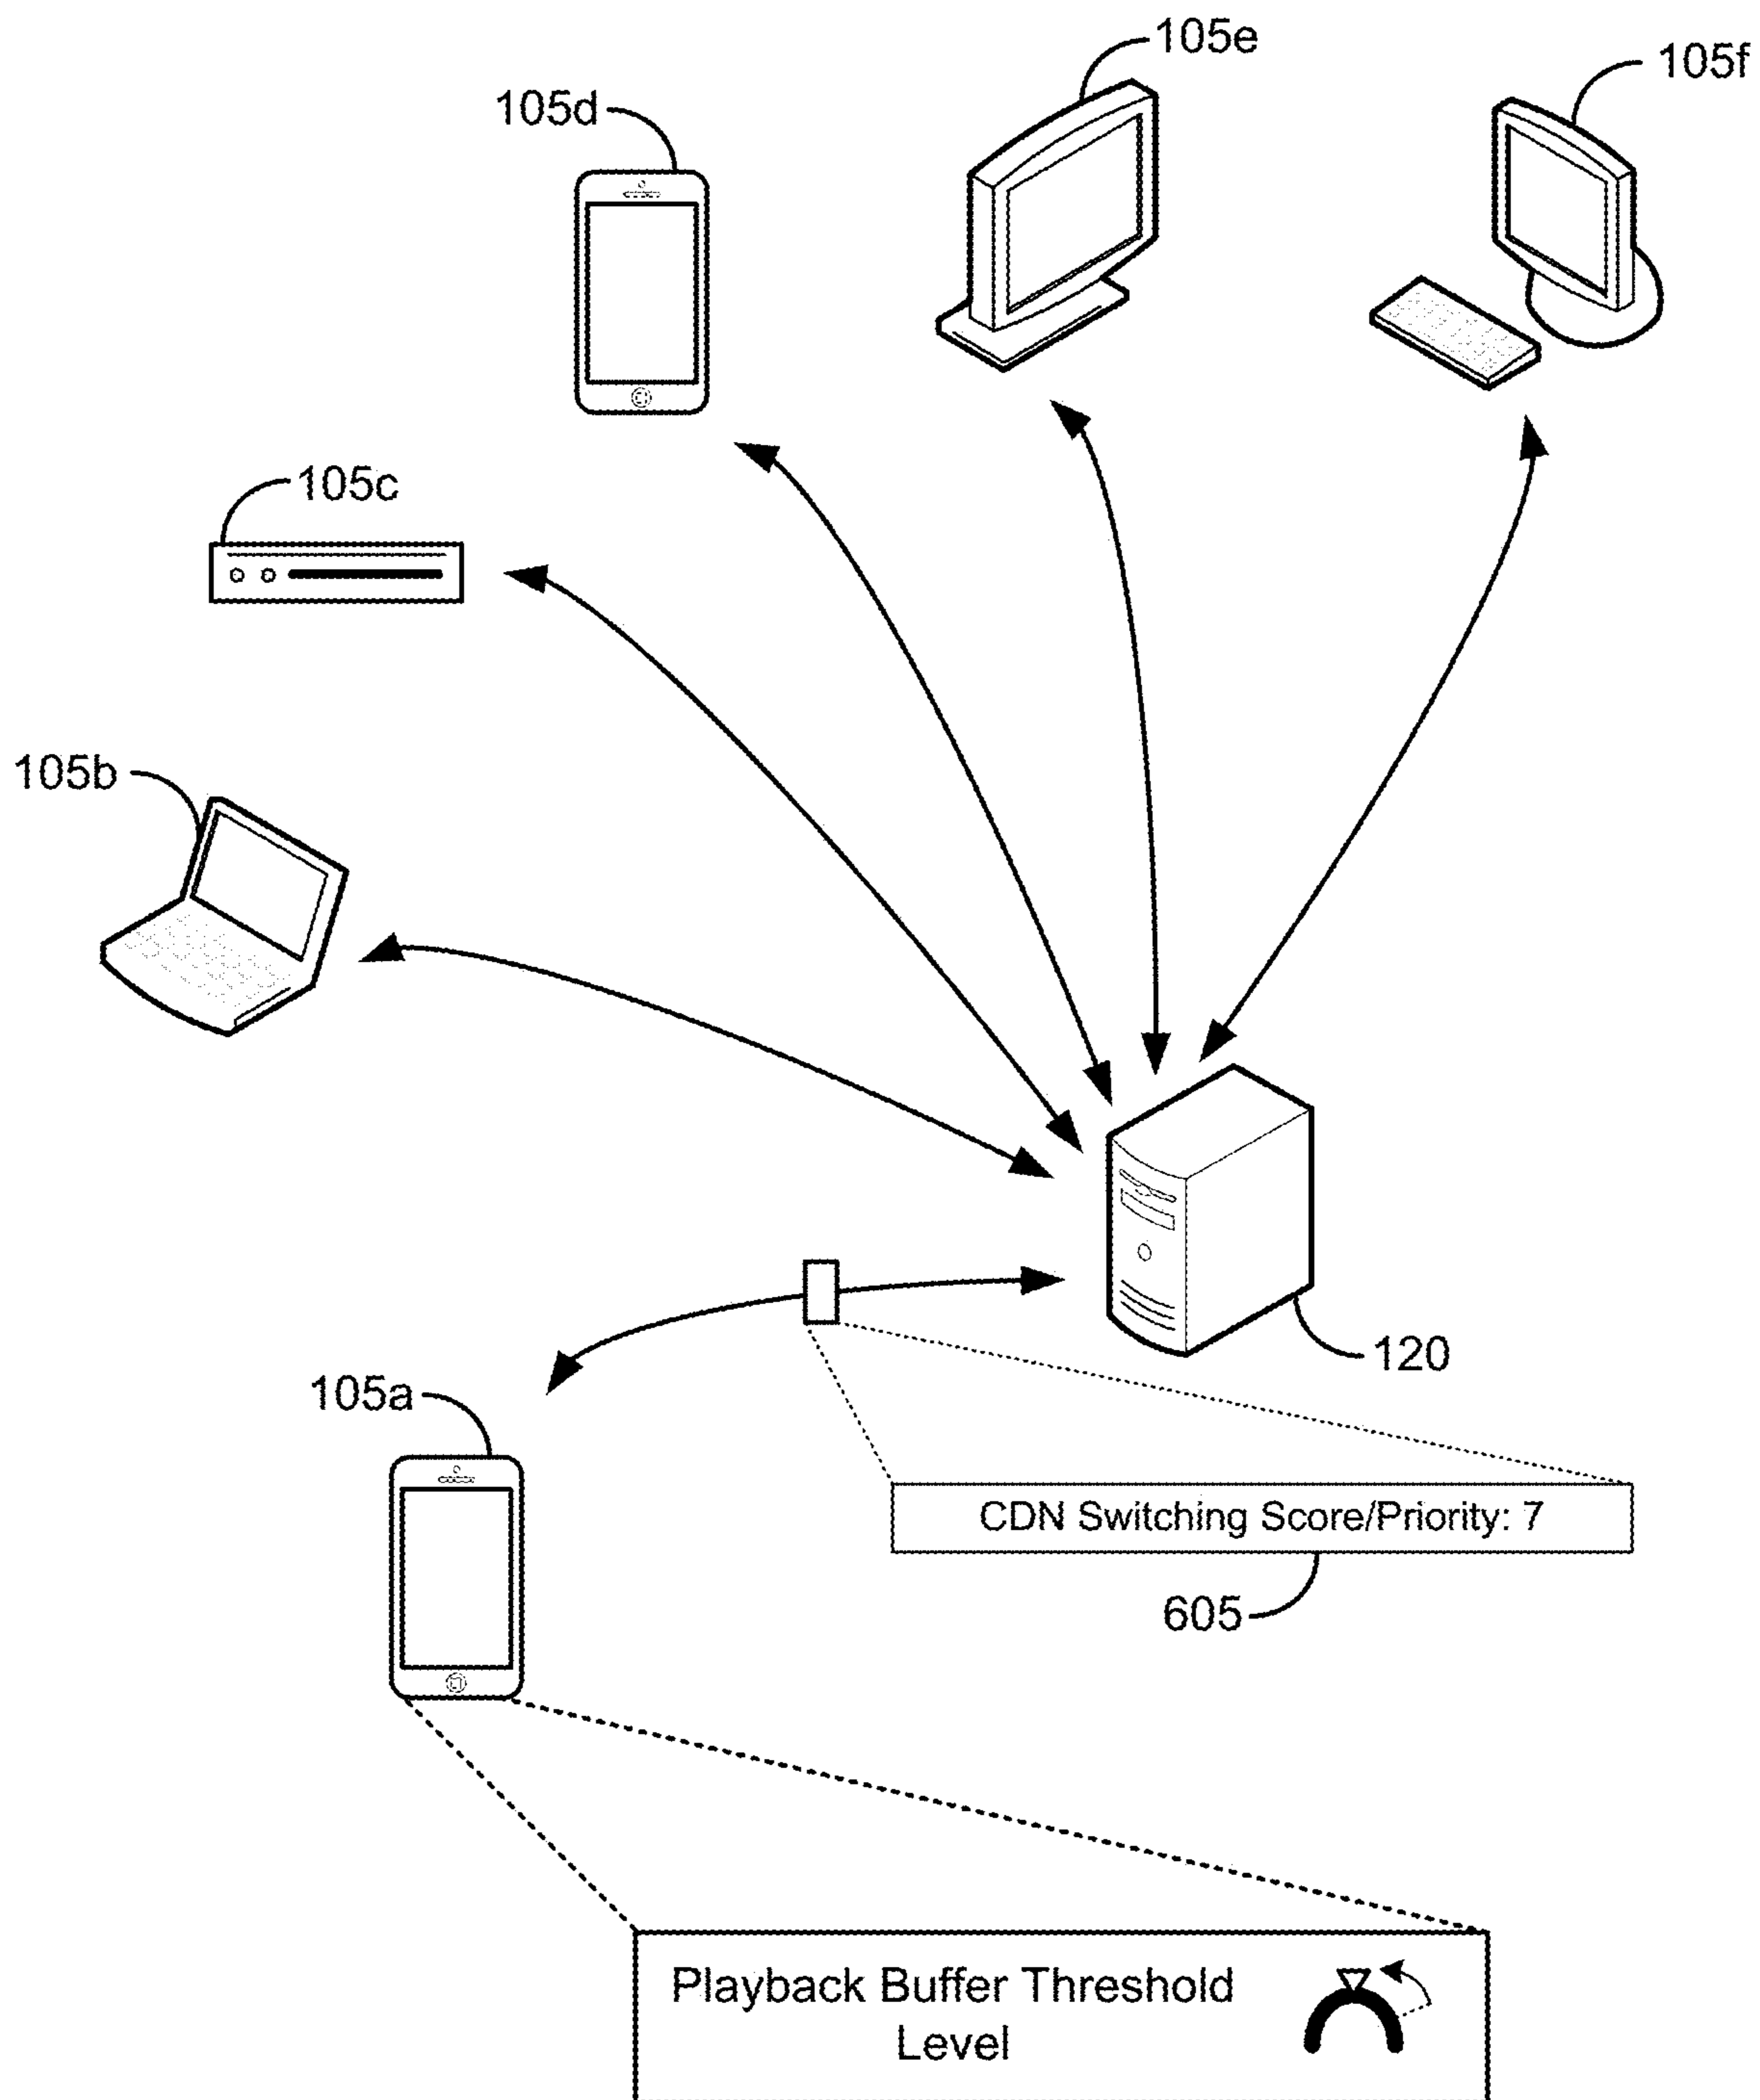 105e
105f
105d
105c
105b
120
105a
CDN Switching Score/Priority: 7
605
Playback Buffer Threshold
Level